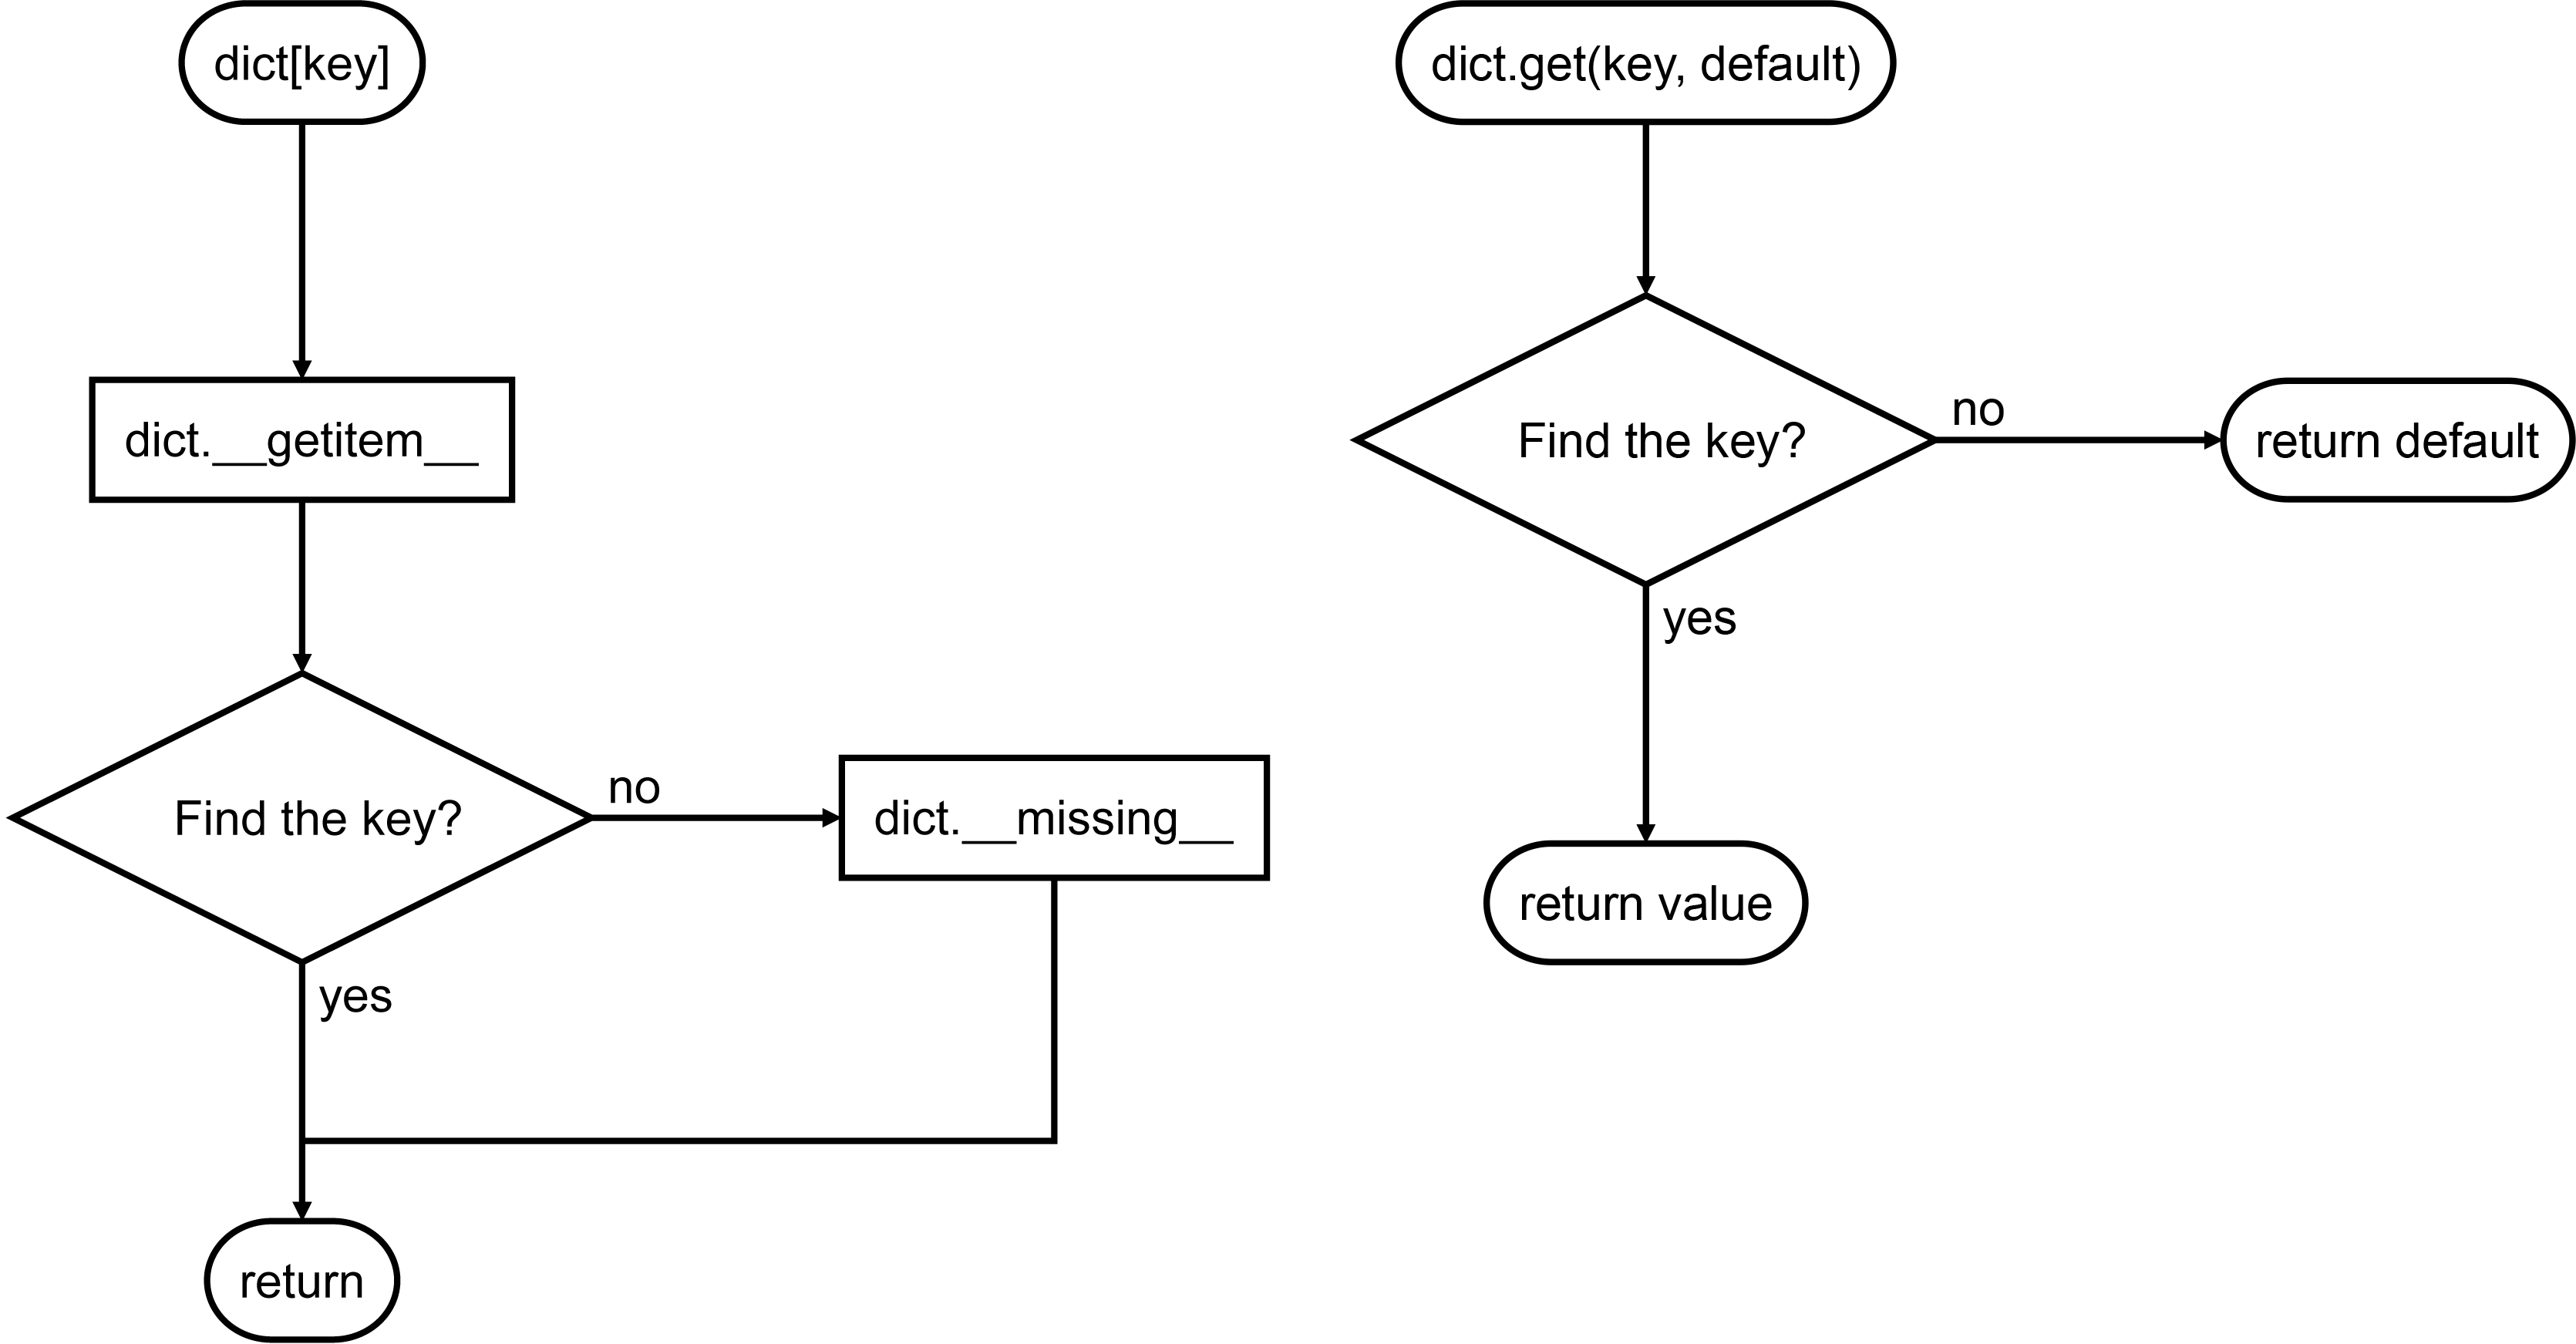 dict[key]
dict.__getitem__
Find the key?
no
dict.__missing__
yes
return
dict.get(key, default)
Find the key?
no
return default
yes
return value